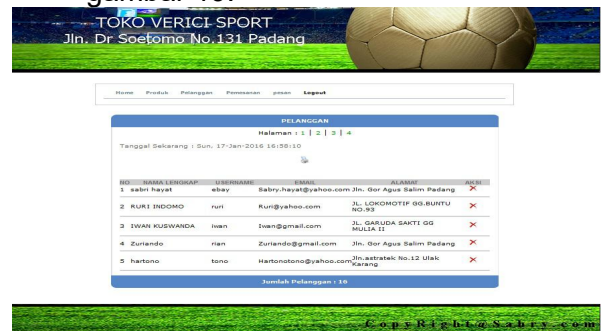 TOKO VERICI SPORT
Jln. Dr Soetomo No.131 Padang
Home Produk Pelanggan Pemesanan pesan Logout
PELANGGAN
Halaman : 1 | 2 | 3 | 4
Tanggal Sekarang : Sun, 17-Jan-2016 16:58:10
NO NAMA LENGKAP USERNAME EMAIL ALAMAT AKSI
1 sabri hayat ebay Sabry.hayat@yahoo.com Jln. Gor Agus Salim Padang
2 RURI INDOMO ruri Ruri@yahoo.com JL. LOKOMOTIF GG.BUNTU NO.93
3 IWAN KUSWANDA iwan Iwan@gmail.com JL. GARUDA SAKTI GG MULIA II
4 Zuriando rian Zuriando@gmail.com Jln. Gor Agus Salim Padang
5 hartono tono Hartonotono@yahoo.com Jln.astratek No.12 Ulak Karang
Jumlah Pelanggan : 16
CopyRight@Sabry.com